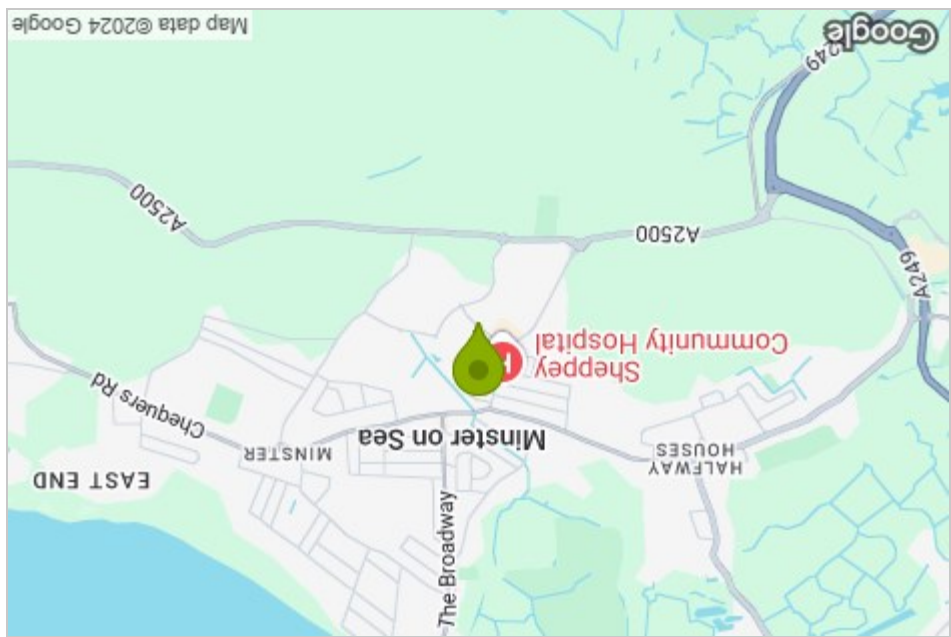 The Broadway
EAST END
MINSTER
HALFWAY
HOUSES
Minster on Sea
Chequers Rd
Sheppey
Community Hospital
H
A249
A2500
A2500
A249
Google
Map data ©2024 Google